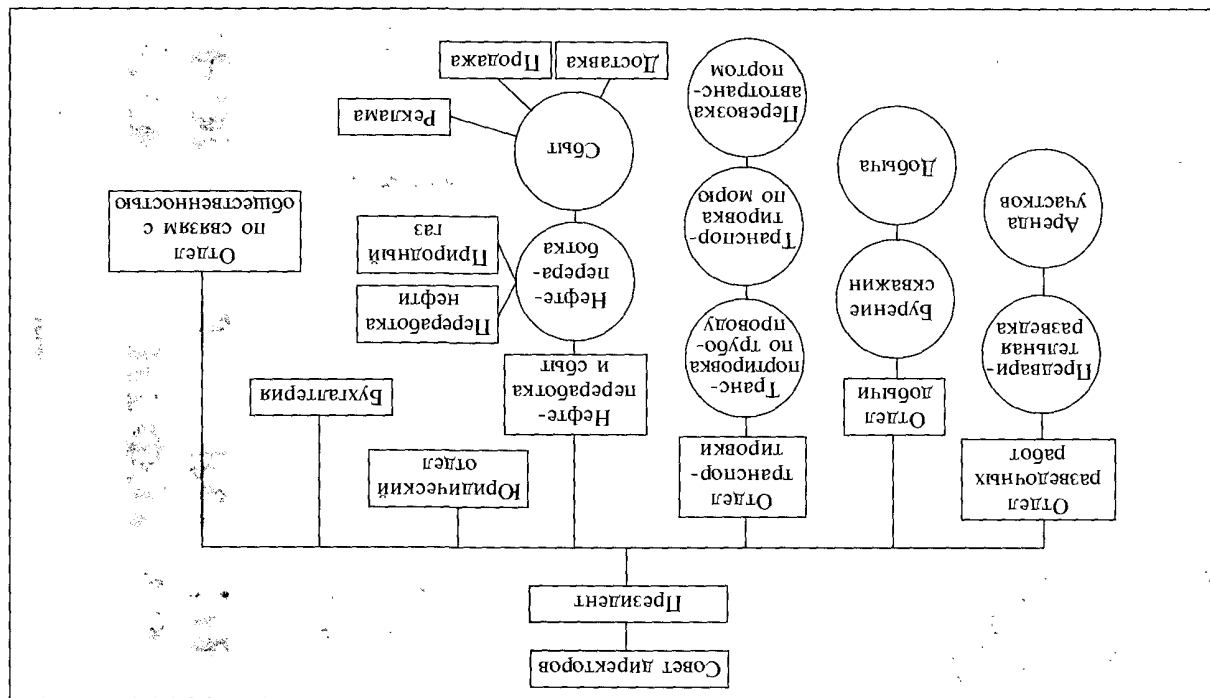 Совет директоров
Президент
Отдел
разведочных
работ
Предвари-
тельная
разведка
Аренда
участков
Отдел
добычи
Бурение
скважин
Добыча
Отдел
транспор-
тировки
Транс-
портировка
по трубо-
проводу
Транспор-
тировка
по морю
Перевозка
автотранс-
портом
Нефте-
переработка
и сбыт
Нефте-
перера-
ботка
Переработка
нефти
Природный
газ
Сбыт
Доставка
Продажа
Реклама
Юридический
отдел
Бухгалтерия
Отдел
по связям с
общественностью